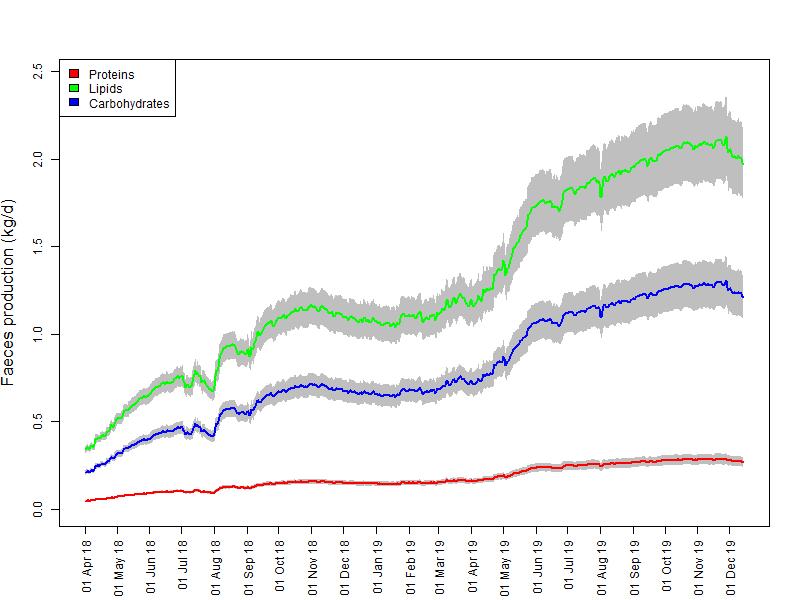 Proteins
Lipids
Carbohydrates
Faeces production (kg/d)
2.5
2.0
1.5
1.0
0.5
0.0
01 Apr 18
01 May 18
01 Jun 18
01 Jul 18
01 Aug 18
01 Sep 18
01 Oct 18
01 Nov 18
01 Dec 18
01 Jan 19
01 Feb 19
01 Mar 19
01 Apr 19
01 May 19
01 Jun 19
01 Jul 19
01 Aug 19
01 Sep 19
01 Oct 19
01 Nov 19
01 Dec 19